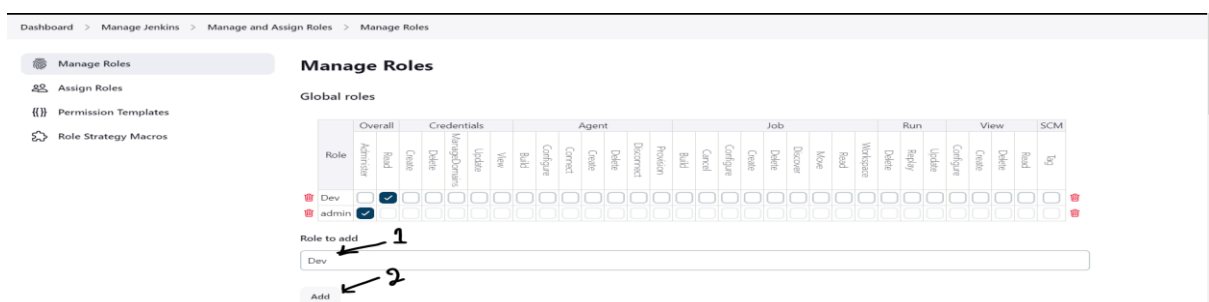 Dashboard > Manage Jenkins > Manage and Assign Roles > Manage Roles
Manage Roles
Assign Roles
Permission Templates
Role Strategy Macros
Manage Roles
Global roles
Overall Credentials Agent Job Run View SCM
Role Administer Read Create Delete ManageDomains Update View Build Configure Connect Create Delete Disconnect Provision Build Cancel Configure Create Delete Discover Move Read Workspace Delete Replay Update Configure Create Delete Read Tag
Dev
admin
Role to add
1
Dev
2
Add